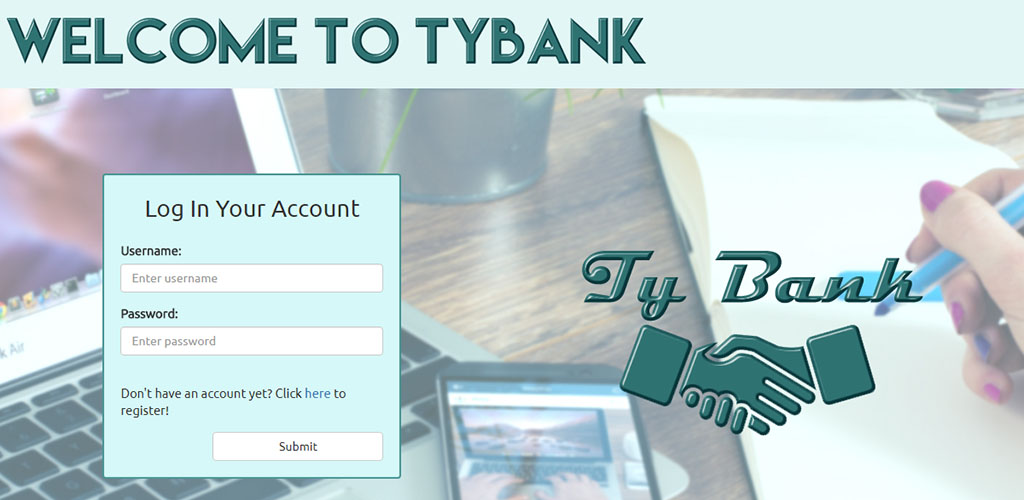 WELCOME TO TYBANK
Log In Your Account
Username:
Enter username
Password:
Enter password
Don't have an account yet? Click here to
register!
Submit
Ty Bank